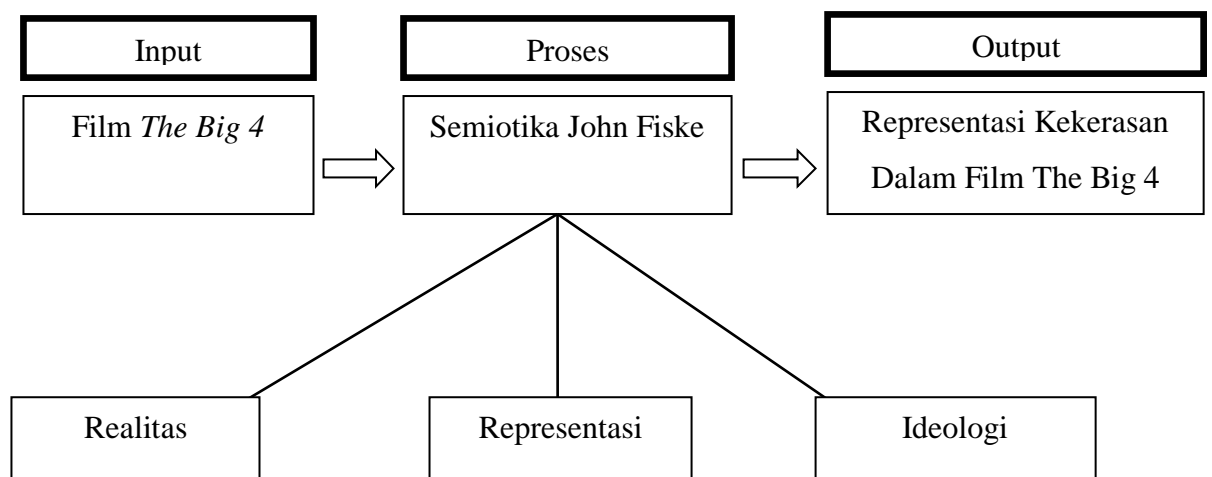 Input
Proses
Output
Film The Big 4
Semiotika John Fiske
Representasi Kekerasan
Dalam Film The Big 4
Realitas
Representasi
Ideologi